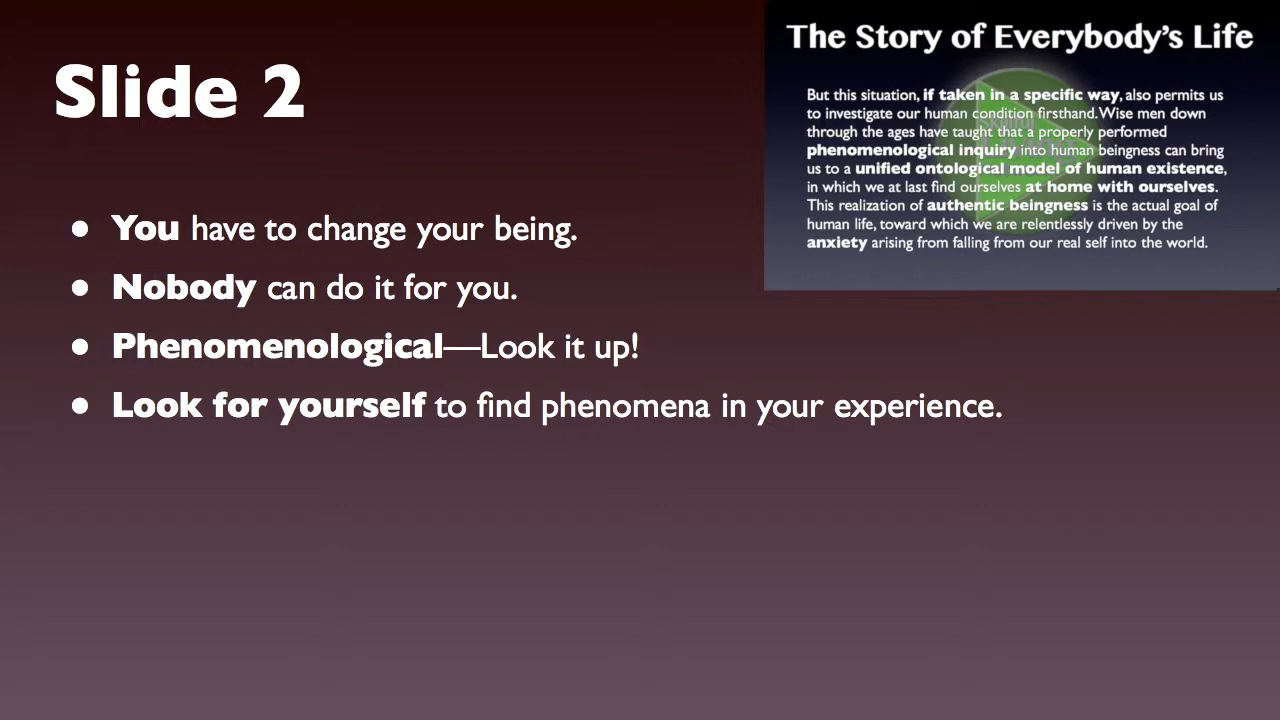 Slide 2
• You have to change your being.
• Nobody can do it for you.
• Phenomenological—Look it up!
• Look for yourself to find phenomena in your experience.
The Story of Everybody's Life
But this situation, if taken in a specific way, also permits us
to investigate our human condition firsthand. Wise men down
through the ages have taught that a properly performed
phenomenological inquiry into human beingness can bring
us to a unified ontological model of human existence,
in which we at last find ourselves at home with ourselves.
This realization of authentic beingness is the actual goal of
human life, toward which we are relentlessly driven by the
anxiety arising from falling from our real self into the world.